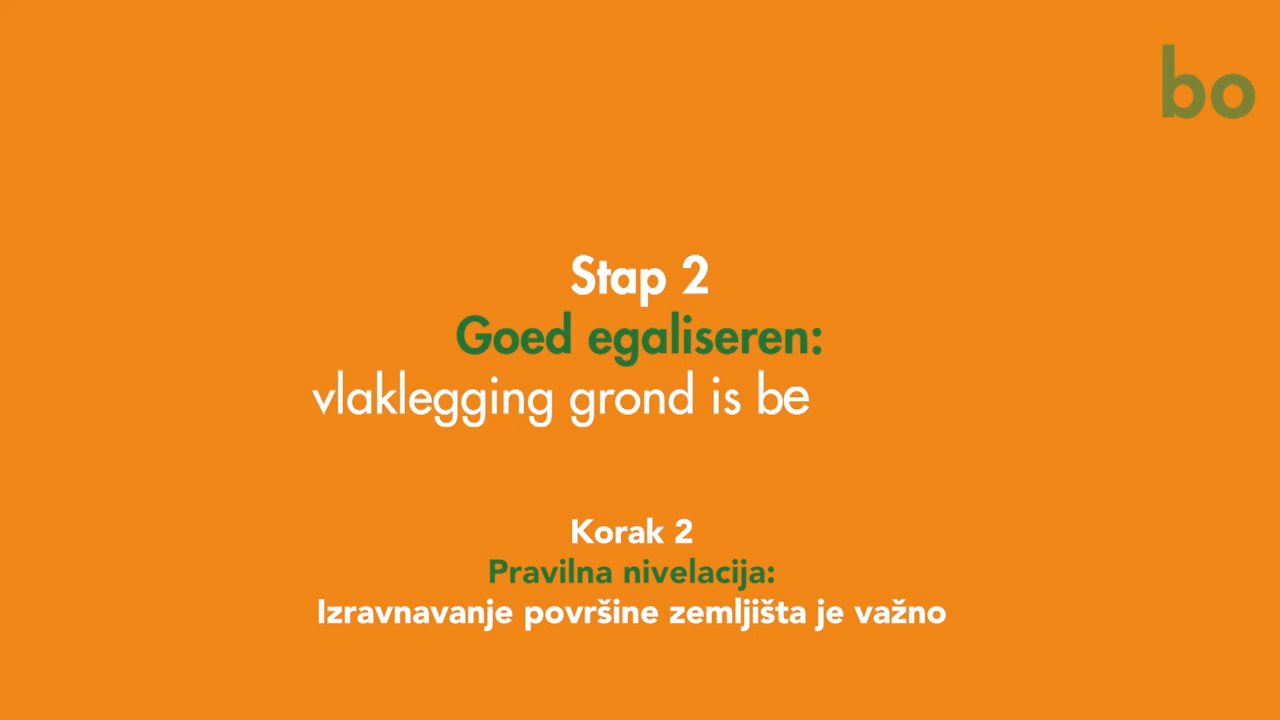 bo
Stap 2
Goed egaliseren:
vlaklegging grond is be
Korak 2
Pravilna nivelacija:
Izravnavanje površine zemljišta je važno